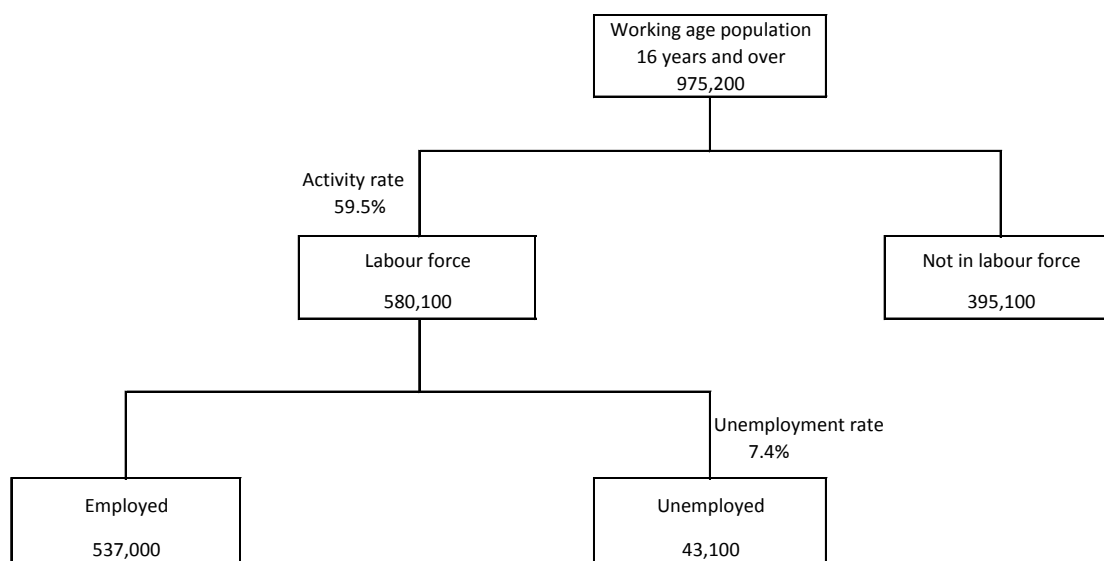 Working age population
16 years and over
975,200
Activity rate
59.5%
Labour force
580,100
Not in labour force
395,100
Unemployment rate
7.4%
Employed
537,000
Unemployed
43,100